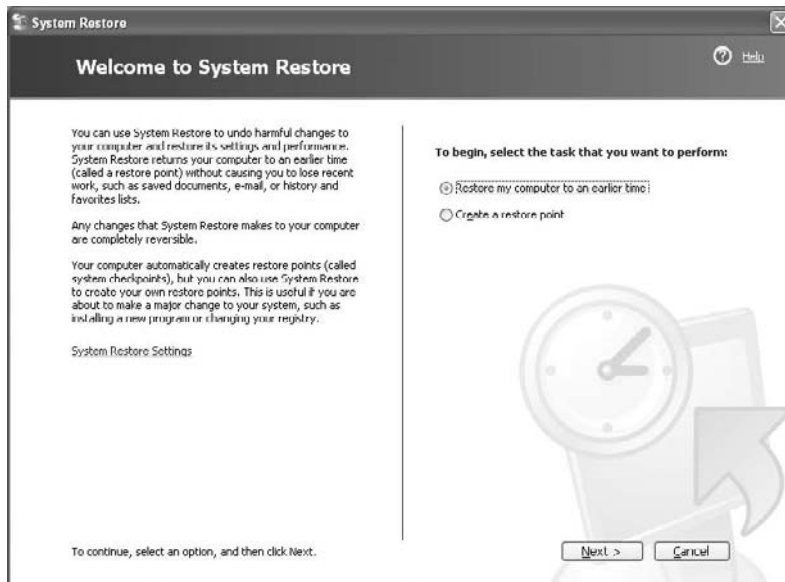 System Restore
Welcome to System Restore
Help
You can use System Restore to undo harmful changes to
your computer and restore its settings and performance.
System Restore returns your computer to an earlier time
(called a restore point) without causing you to lose recent
work, such as saved documents, e-mail, or history and
favorites lists.
Any changes that System Restore makes to your computer
are completely reversible.
Your computer automatically creates restore points (called
system checkpoints), but you can also use System Restore
to create your own restore points. This is useful if you are
about to make a major change to your system, such as
installing a new program or changing your registry.
System Restore Settings
To begin, select the task that you want to perform:
Restore my computer to an earlier time
Create a restore point
To continue, select an option, and then click Next.
Next >
Cancel